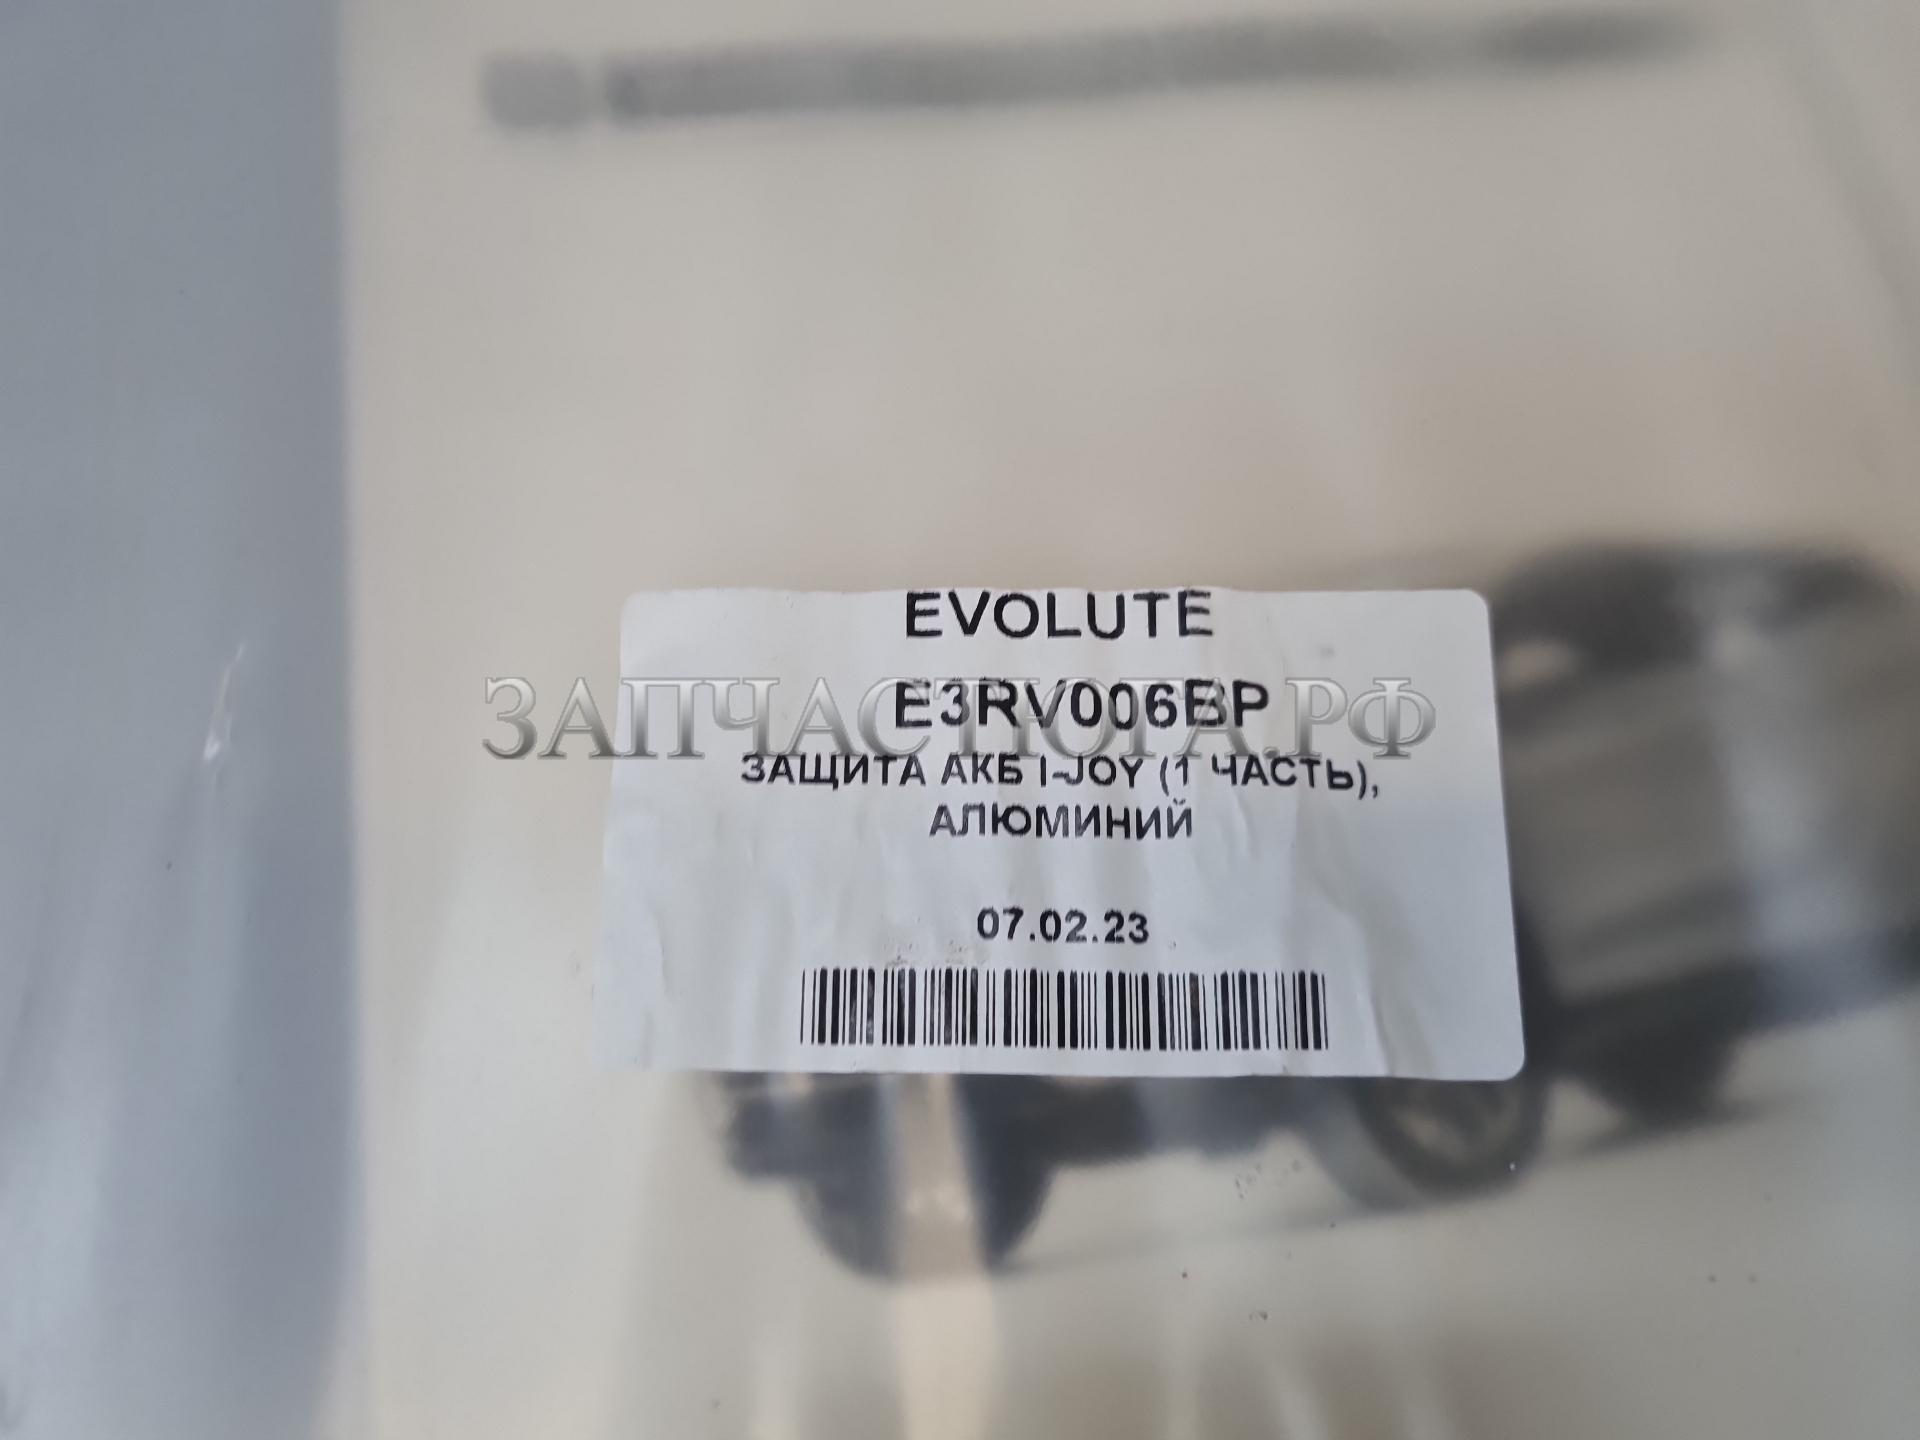 EVOLUTE
E3RV006BP
ЗАПЧАСТЮГА.РФ
ЗАЩИТА АКБ I-JOY (1 ЧАСТЬ),
АЛЮМИНИЙ
07.02.23